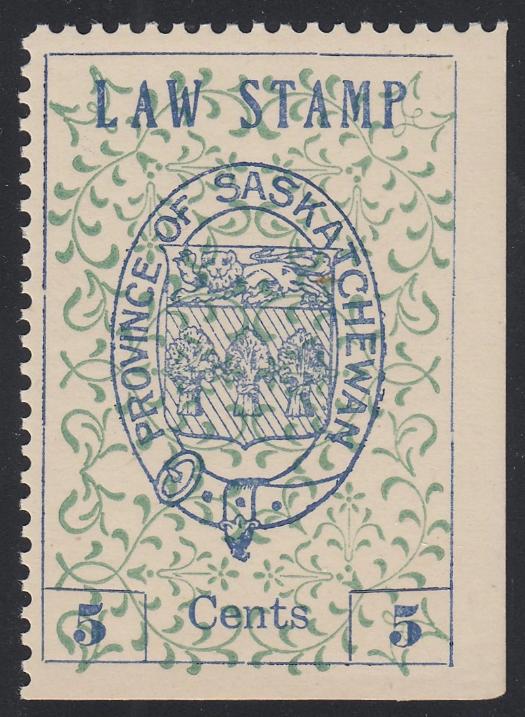 LAW STAMP
PROVINCE OF SASKATCHEWAN
5 Cents 5